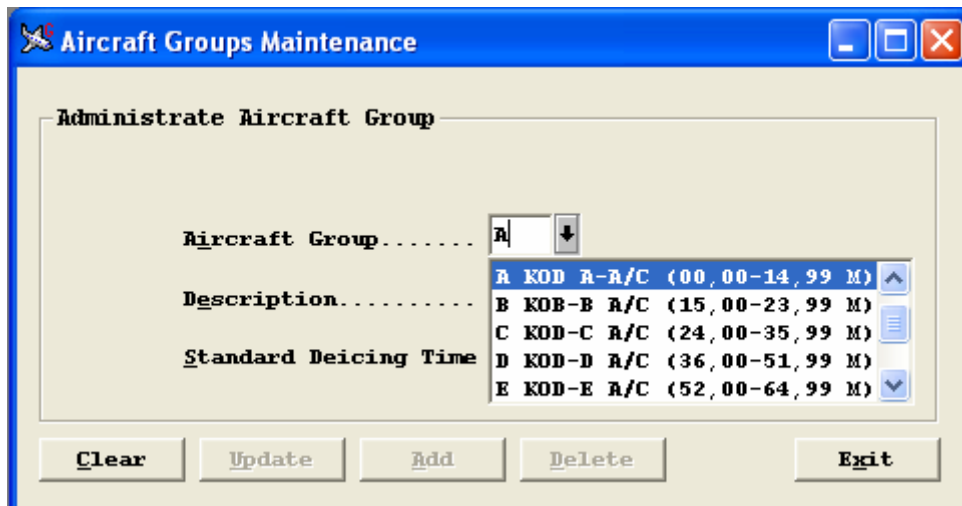 Aircraft Groups Maintenance
Administrate Aircraft Group
Aircraft Group....... A
A KOD A-A/C (00,00-14,99 M)
Description..........
B KOB-B A/C (15,00-23,99 M)
C KOD-C A/C (24,00-35,99 M)
Standard Deicing Time
D KOD-D A/C (36,00-51,99 M)
E KOD-E A/C (52,00-64,99 M)
Clear Update Add Delete Exit